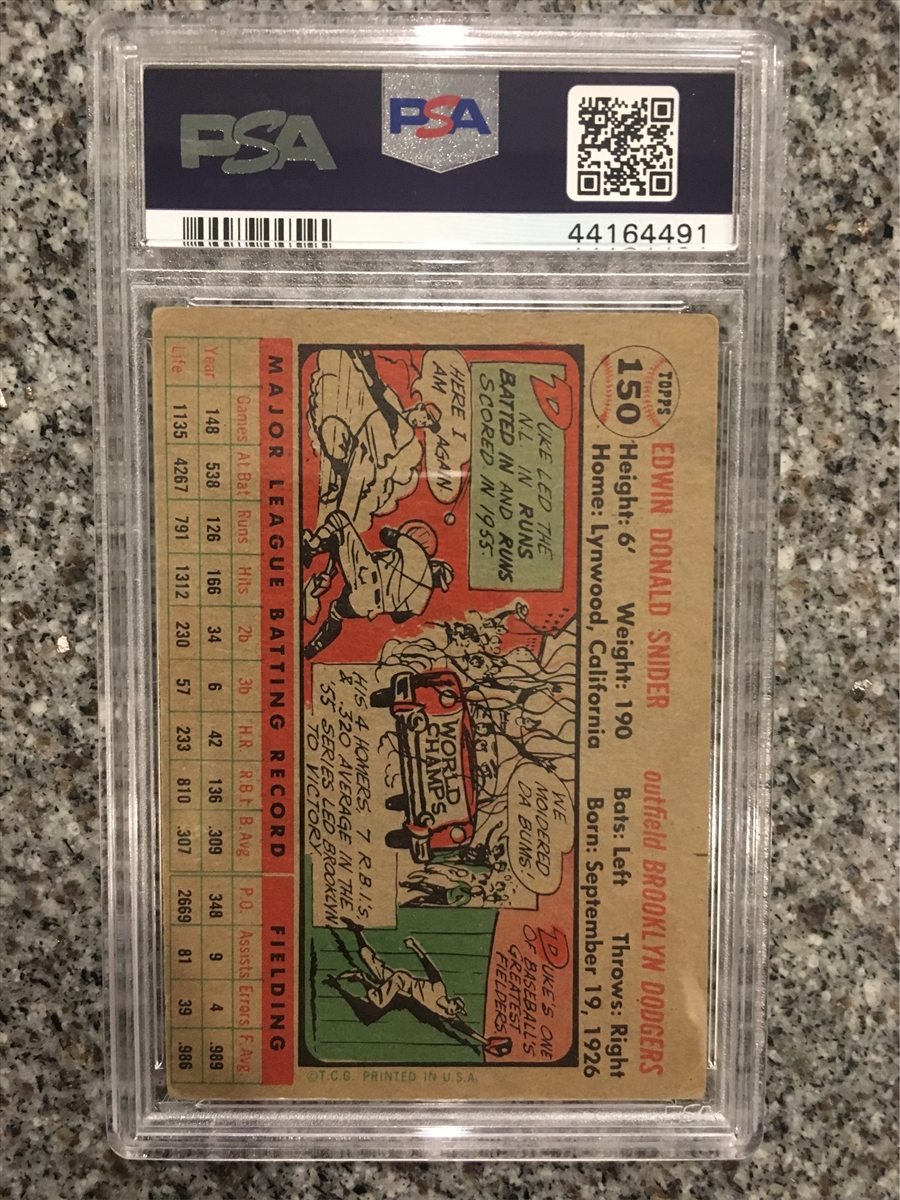 PSA
PSA
44164491
TOPPS
150
EDWIN DONALD SNIDER outfield BROOKLYN DODGERS
Height: 6' Weight: 190 Bats: Left Throws: Right
Home: Lynwood, California Born: September 19, 1926
DUKE LED THE
N.L. IN RUNS
BATTED IN AND RUNS
SCORED IN 1955
HERE I
AM AGAIN
WE
MOIDERED
DA BUMS!
WORLD
CHAMPS
HIS 4 HOMERS, 7 R.B.I.'S,
& .320 AVERAGE IN THE
'55 SERIES LED BROOKLYN
TO VICTORY
DUKE'S ONE
OF BASEBALL'S
GREATEST
FIELDERS.
©T.C.G. PRINTED IN U.S.A.
MAJOR LEAGUE BATTING RECORD FIELDING
Games At Bat Runs Hits 2b 3b H.R. R.B.I. B.Avg P.O. Assists Errors F.Avg.
Year 148 538 126 166 34 6 42 136 .309 348 9 4 .989
Life 1135 4267 791 1312 230 57 233 810 .307 2669 81 39 .986
PSA